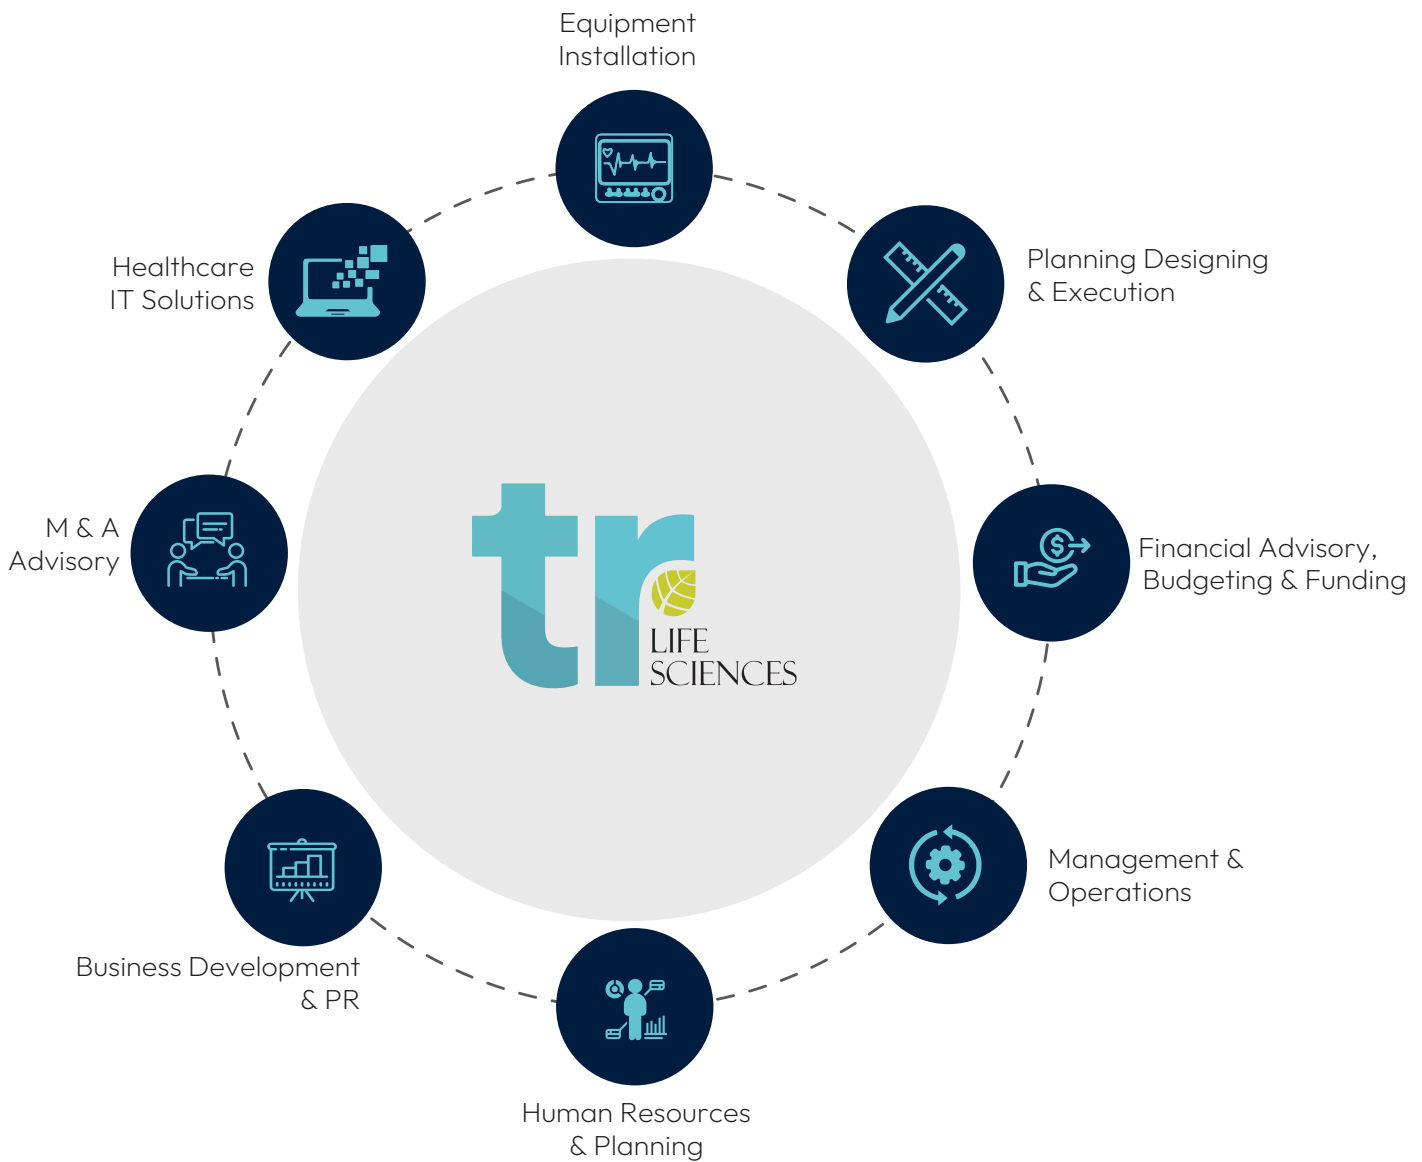 Equipment
Installation
Planning Designing
& Execution
Healthcare
IT Solutions
M & A
Advisory
Financial Advisory,
Budgeting & Funding
tr
LIFE
SCIENCES
Management &
Operations
Business Development
& PR
Human Resources
& Planning